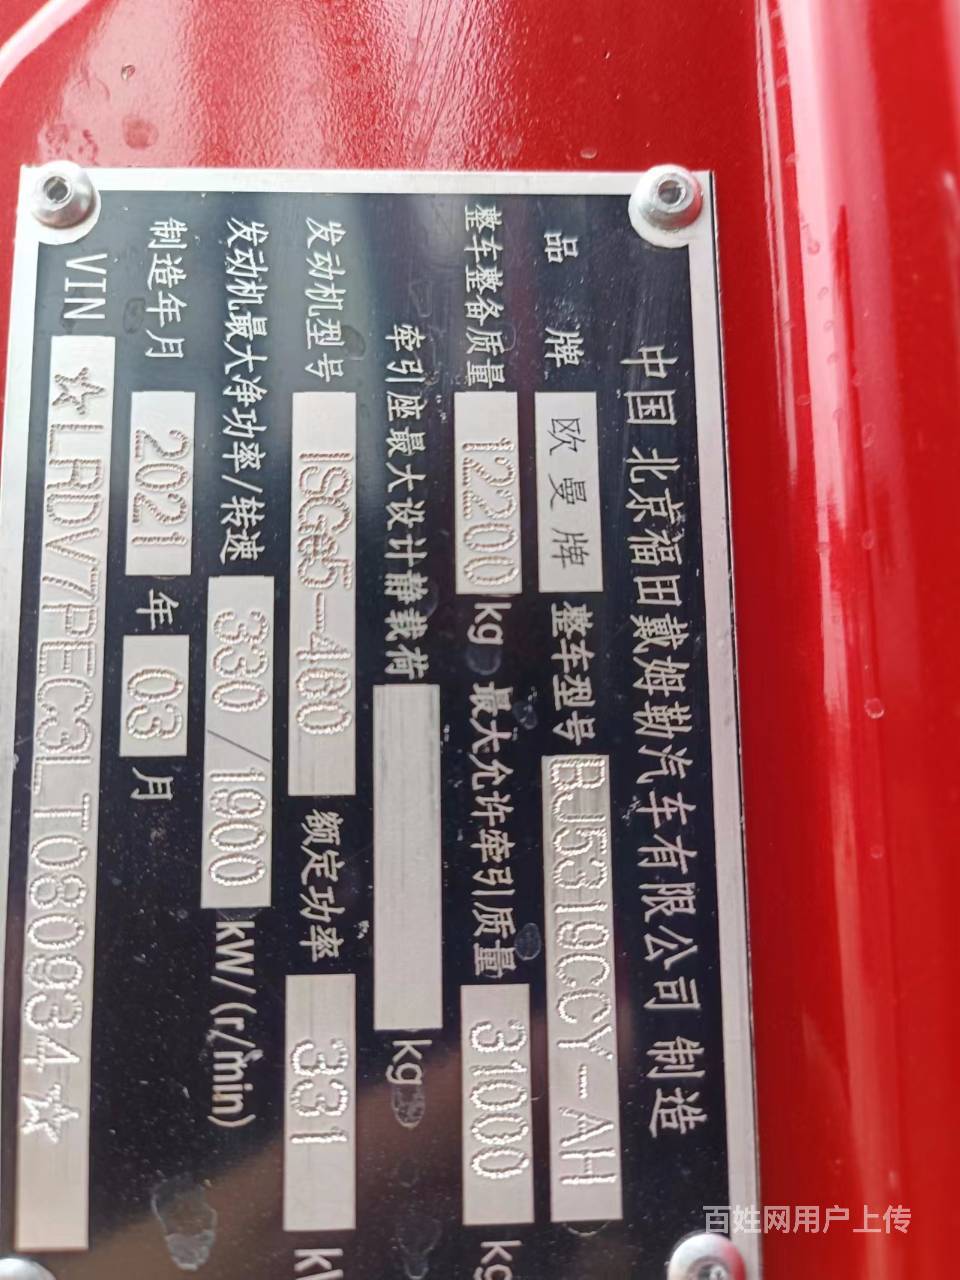 中国北京福田戴姆勒汽车有限公司 制造
品 牌 欧曼牌 整车型号 BJ5319CCY-AH
整车整备质量 12200 kg 最大允许牵引质量 31000 kg
牵引座最大设计静载荷 kg
发动机型号 ISGe5-460 额定功率 331
发动机最大净功率/转速 330/1900 kW/(r/min)
制造年月 2021 年 03 月
VIN ☆LRDV7PEC3LT080934☆
百姓网用户上传